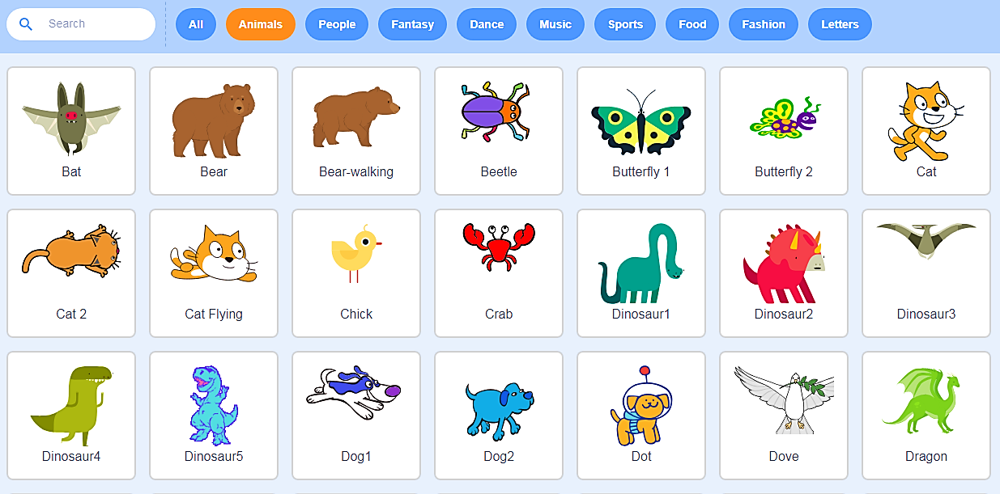 Search All Animals People Fantasy Dance Music Sports Food Fashion Letters
Bat Bear Bear-walking Beetle Butterfly 1 Butterfly 2 Cat
Cat 2 Cat Flying Chick Crab Dinosaur1 Dinosaur2 Dinosaur3
Dinosaur4 Dinosaur5 Dog1 Dog2 Dot Dove Dragon